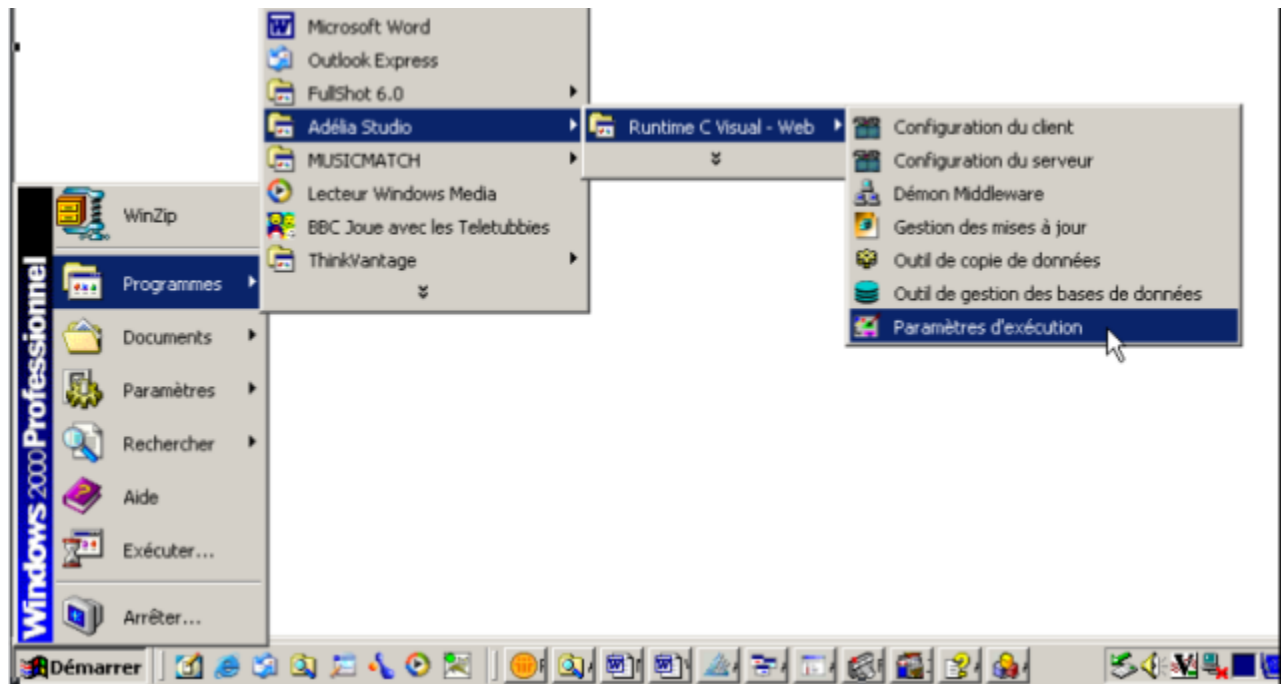 Microsoft Word
Outlook Express
FullShot 6.0
Adélia Studio
MUSICMATCH
Lecteur Windows Media
BBC Joue avec les Teletubbies
ThinkVantage
Runtime C Visual - Web
Configuration du client
Configuration du serveur
Démon Middleware
Gestion des mises à jour
Outil de copie de données
Outil de gestion des bases de données
Paramètres d'exécution
WinZip
Programmes
Documents
Paramètres
Rechercher
Aide
Exécuter...
Arrêter...
Windows 2000 Professionnel
Démarrer